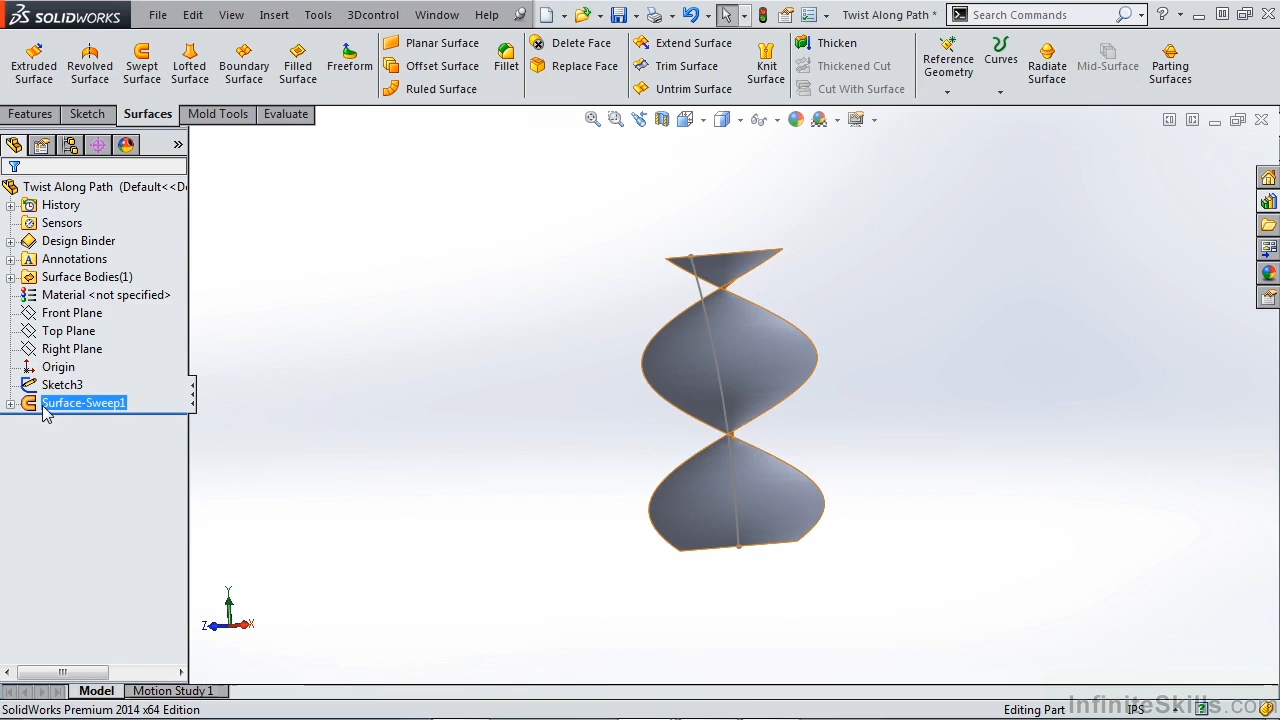 SOLIDWORKS File Edit View Insert Tools 3Dcontrol Window Help Twist Along Path * Search Commands
Extruded Surface
Revolved Surface
Swept Surface
Lofted Surface
Boundary Surface
Filled Surface
Freeform
Planar Surface
Offset Surface
Ruled Surface
Fillet
Delete Face
Replace Face
Extend Surface
Trim Surface
Untrim Surface
Knit Surface
Thicken
Thickened Cut
Cut With Surface
Reference Geometry
Curves
Radiate Surface
Mid-Surface
Parting Surfaces
Features Sketch Surfaces Mold Tools Evaluate
Twist Along Path (Default<<De
History
Sensors
Design Binder
Annotations
Surface Bodies(1)
Material <not specified>
Front Plane
Top Plane
Right Plane
Origin
Sketch3
Surface-Sweep1
Y
Z X
Model Motion Study 1
SolidWorks Premium 2014 x64 Edition Editing Part IPS
InfiniteSkills.com